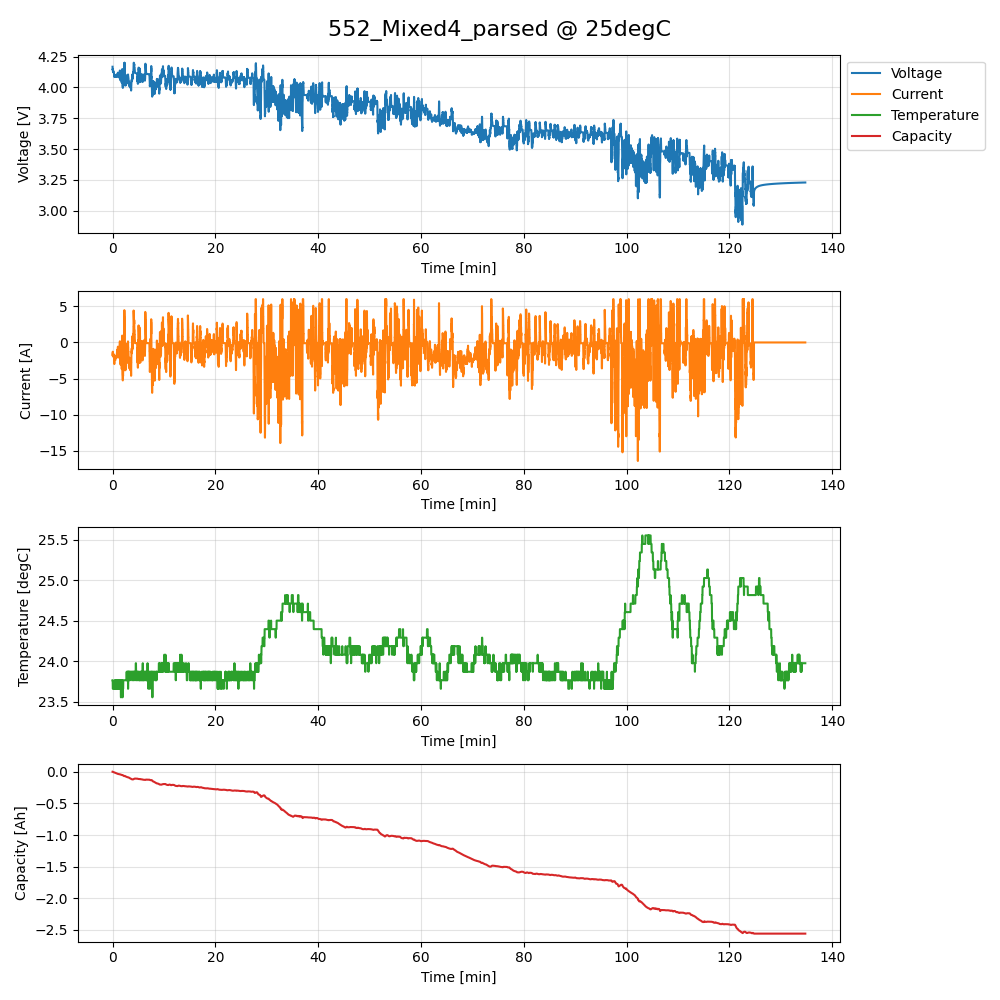 552_Mixed4_parsed @ 25degC
Voltage
Current
Temperature
Capacity
Voltage [V]
4.25
4.00
3.75
3.50
3.25
3.00
0 20 40 60 80 100 120 140
Time [min]
Current [A]
5
0
−5
−10
−15
0 20 40 60 80 100 120 140
Time [min]
Temperature [degC]
25.5
25.0
24.5
24.0
23.5
0 20 40 60 80 100 120 140
Time [min]
Capacity [Ah]
0.0
−0.5
−1.0
−1.5
−2.0
−2.5
0 20 40 60 80 100 120 140
Time [min]